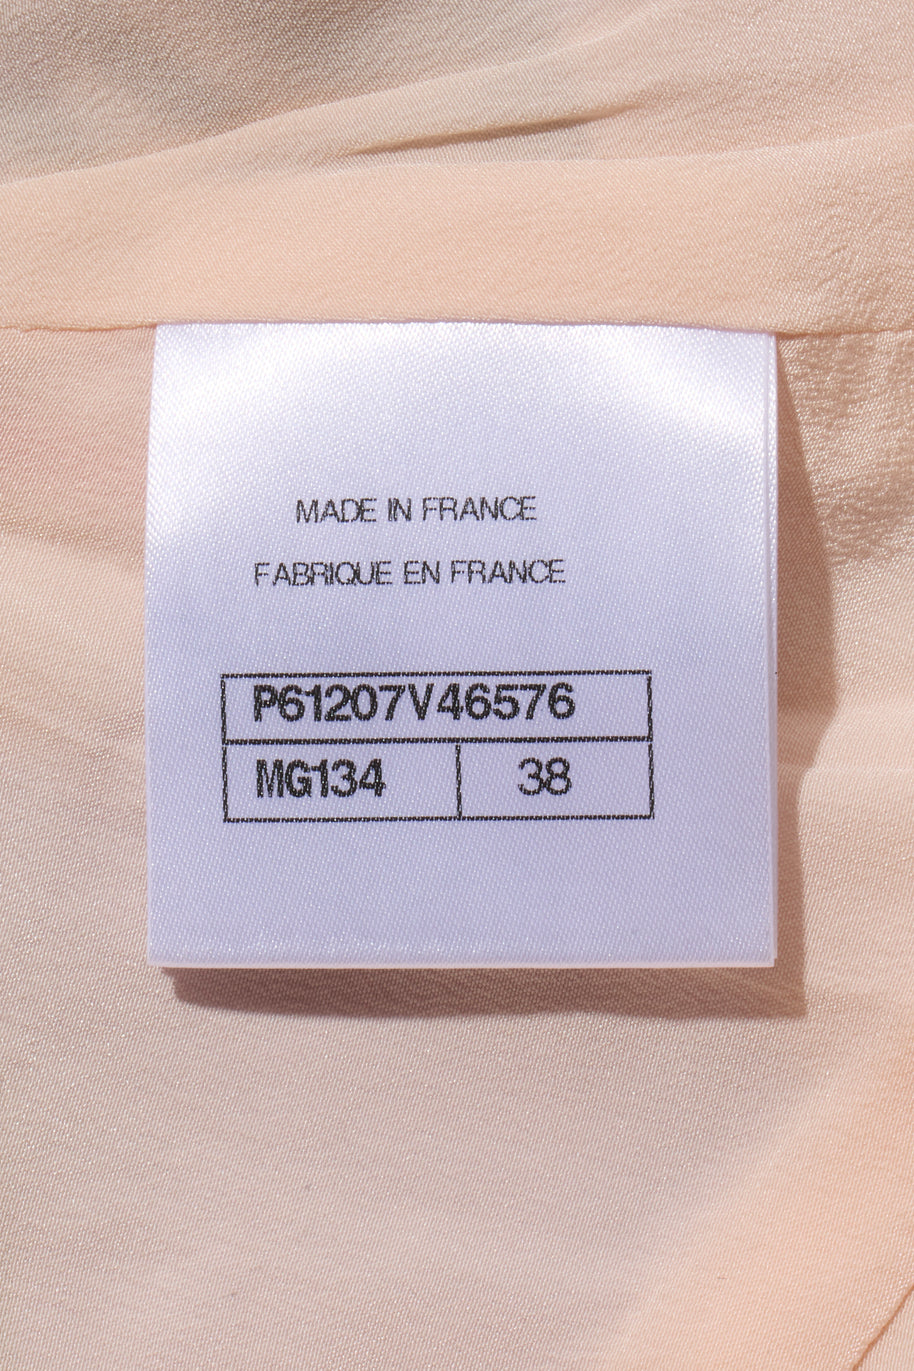 MADE IN FRANCE
FABRIQUE EN FRANCE
P61207V46576
MG134 38